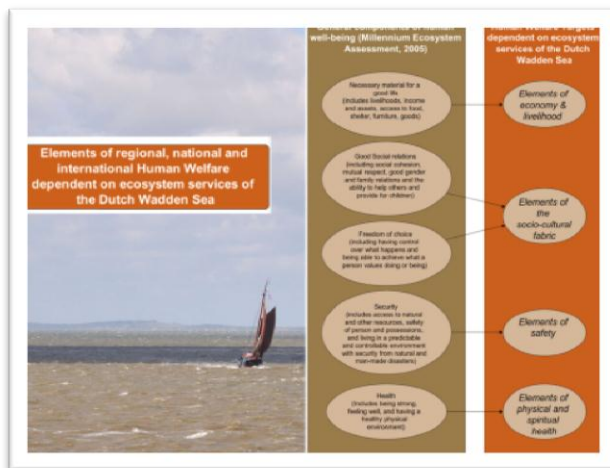 Elements of regional, national and
international Human Welfare
dependent on ecosystem services of
the Dutch Wadden Sea
General components of human
well-being (Millennium Ecosystem
Assessment, 2005)
Necessary material for a
good life
(includes livelihoods, income
and assets, access to food,
shelter, furniture, goods)
Good Social relations
(including social cohesion,
mutual respect, good gender
and family relations and the
ability to help others and
provide for children)
Freedom of choice
(including having control
over what happens and
being able to achieve what a
person values doing or being)
Security
(includes access to natural
and other resources, safety
of person and possessions,
and living in a predictable
and controllable environment
with security from natural and
man-made disasters)
Health
(Includes being strong,
feeling well, and having a
healthy physical
environment)
Human Welfare Targets
dependent on ecosystem
services of the Dutch
Wadden Sea
Elements of
economy &
livelihood
Elements of
the
socio-cultural
fabric
Elements of
safety
Elements of
physical and
spiritual
health